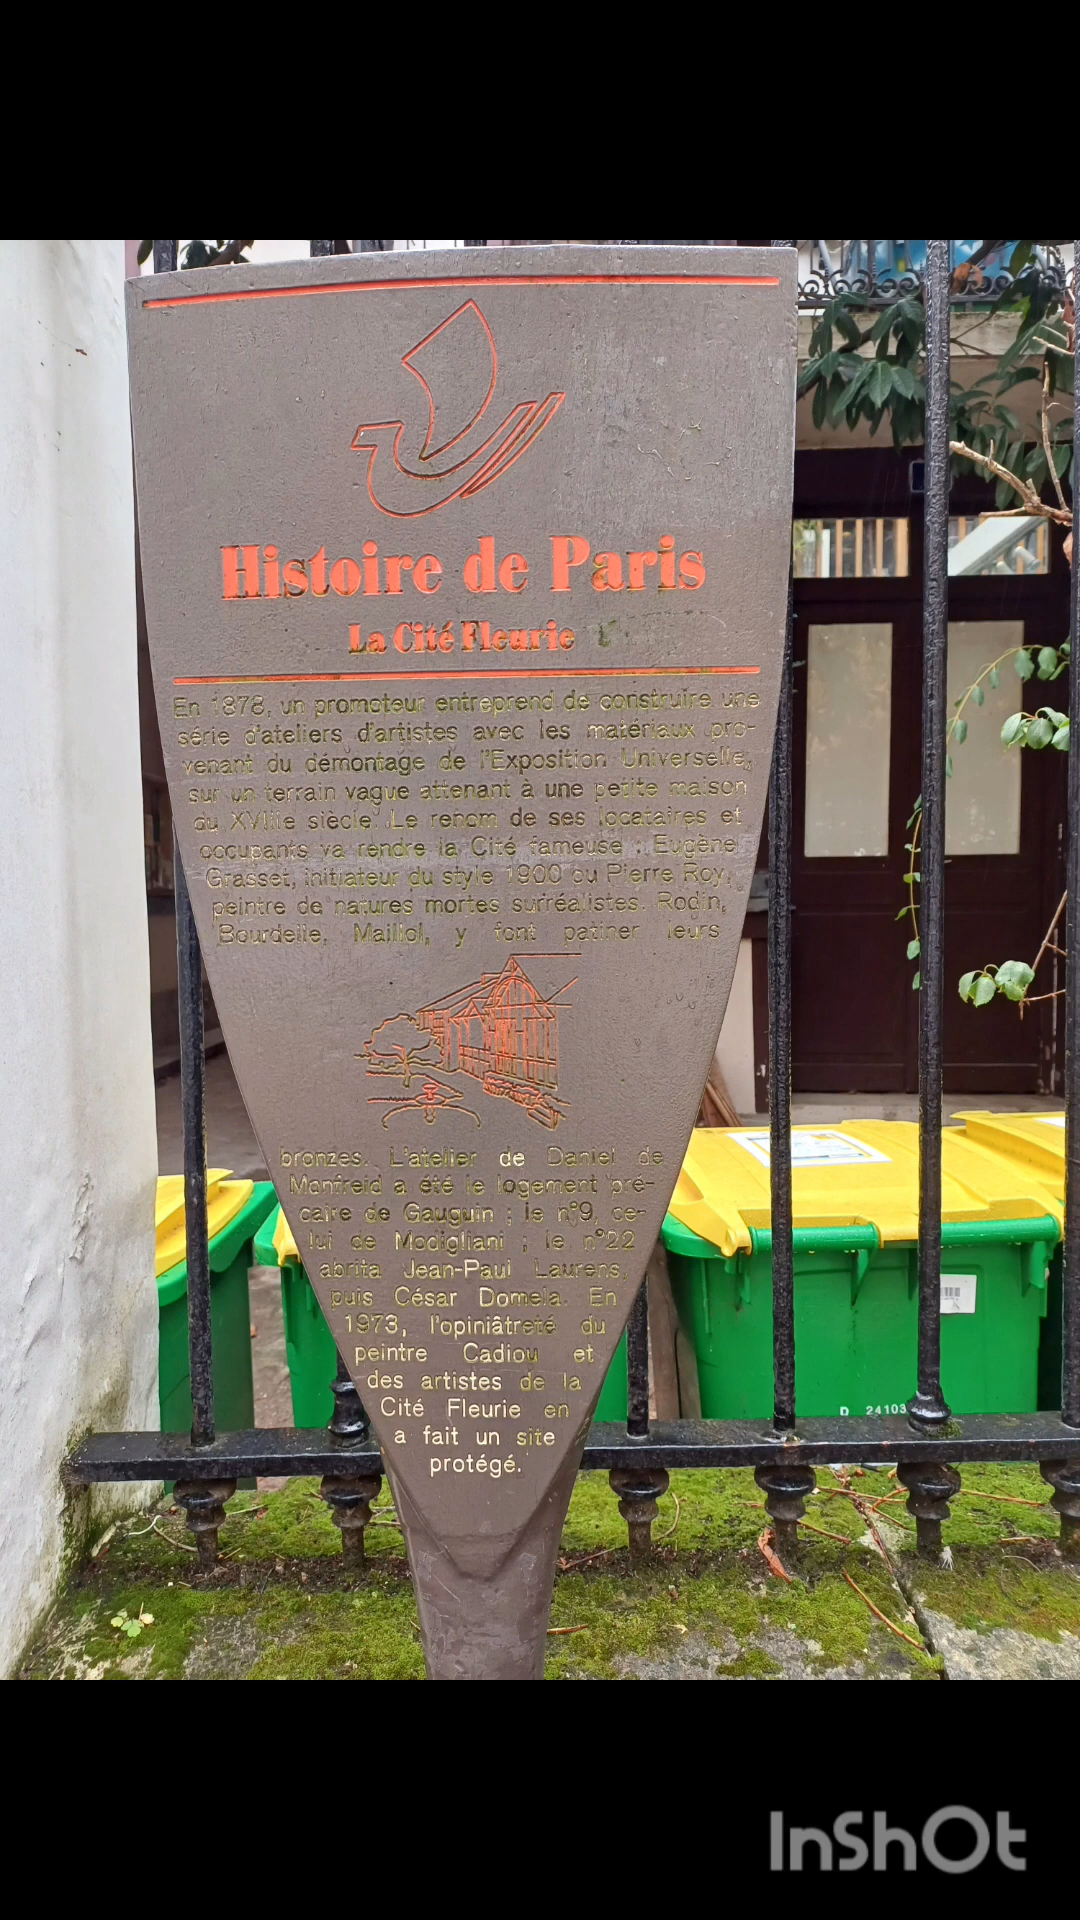 Histoire de Paris
La Cité Fleurie
En 1878, un promoteur entreprend de construire une
série d'ateliers d'artistes avec les matériaux pro-
venant du démontage de l'Exposition Universelle,
sur un terrain vague attenant à une petite maison
du XVIIIe siècle. Le renom de ses locataires et
occupants va rendre la Cité fameuse : Eugène
Grasset, initiateur du style 1900 ou Pierre Roy,
peintre de natures mortes surréalistes. Rodin,
Bourdelle, Maillol, y font patiner leurs
bronzes. L'atelier de Daniel de
Monfreid a été le logement pré-
caire de Gauguin ; le n°9, ce-
lui de Modigliani ; le n°22
abrita Jean-Paul Laurens,
puis César Domela. En
1973, l'opiniâtreté du
peintre Cadiou et
des artistes de la
Cité Fleurie en
a fait un site
protégé.
D 24103
InShOt